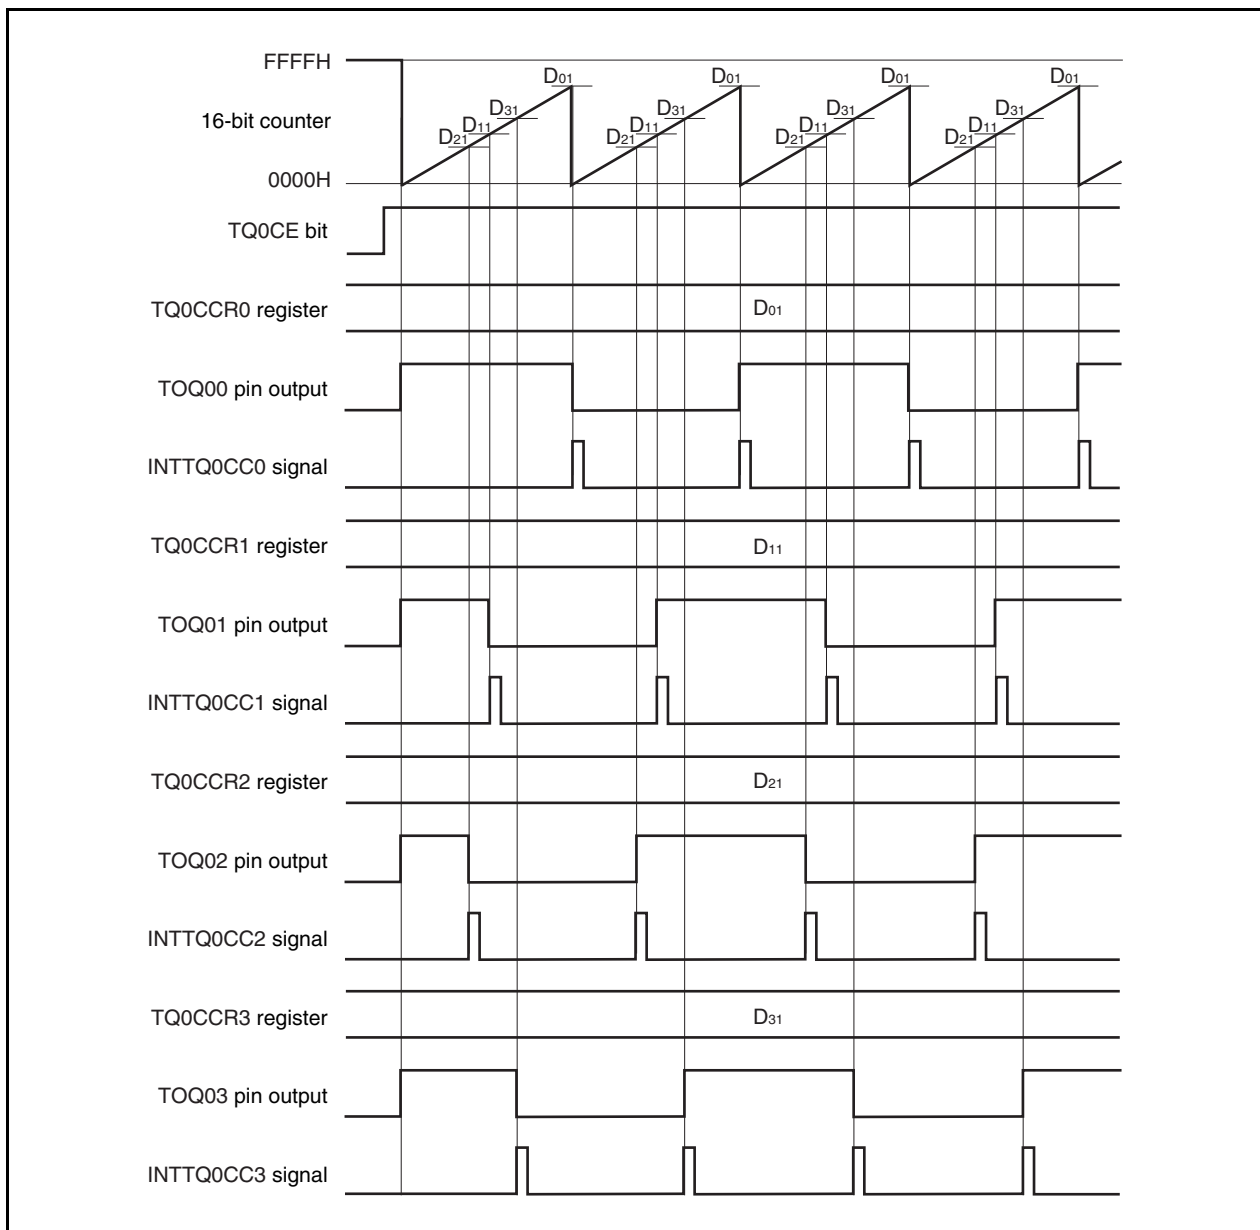 FFFFH
D01 D01 D01 D01
D31 D31 D31 D31
16-bit counter
D11 D11 D11 D11
D21 D21 D21 D21
0000H
TQ0CE bit
TQ0CCR0 register
D01
TOQ00 pin output
INTTQ0CC0 signal
TQ0CCR1 register
D11
TOQ01 pin output
INTTQ0CC1 signal
TQ0CCR2 register
D21
TOQ02 pin output
INTTQ0CC2 signal
TQ0CCR3 register
D31
TOQ03 pin output
INTTQ0CC3 signal